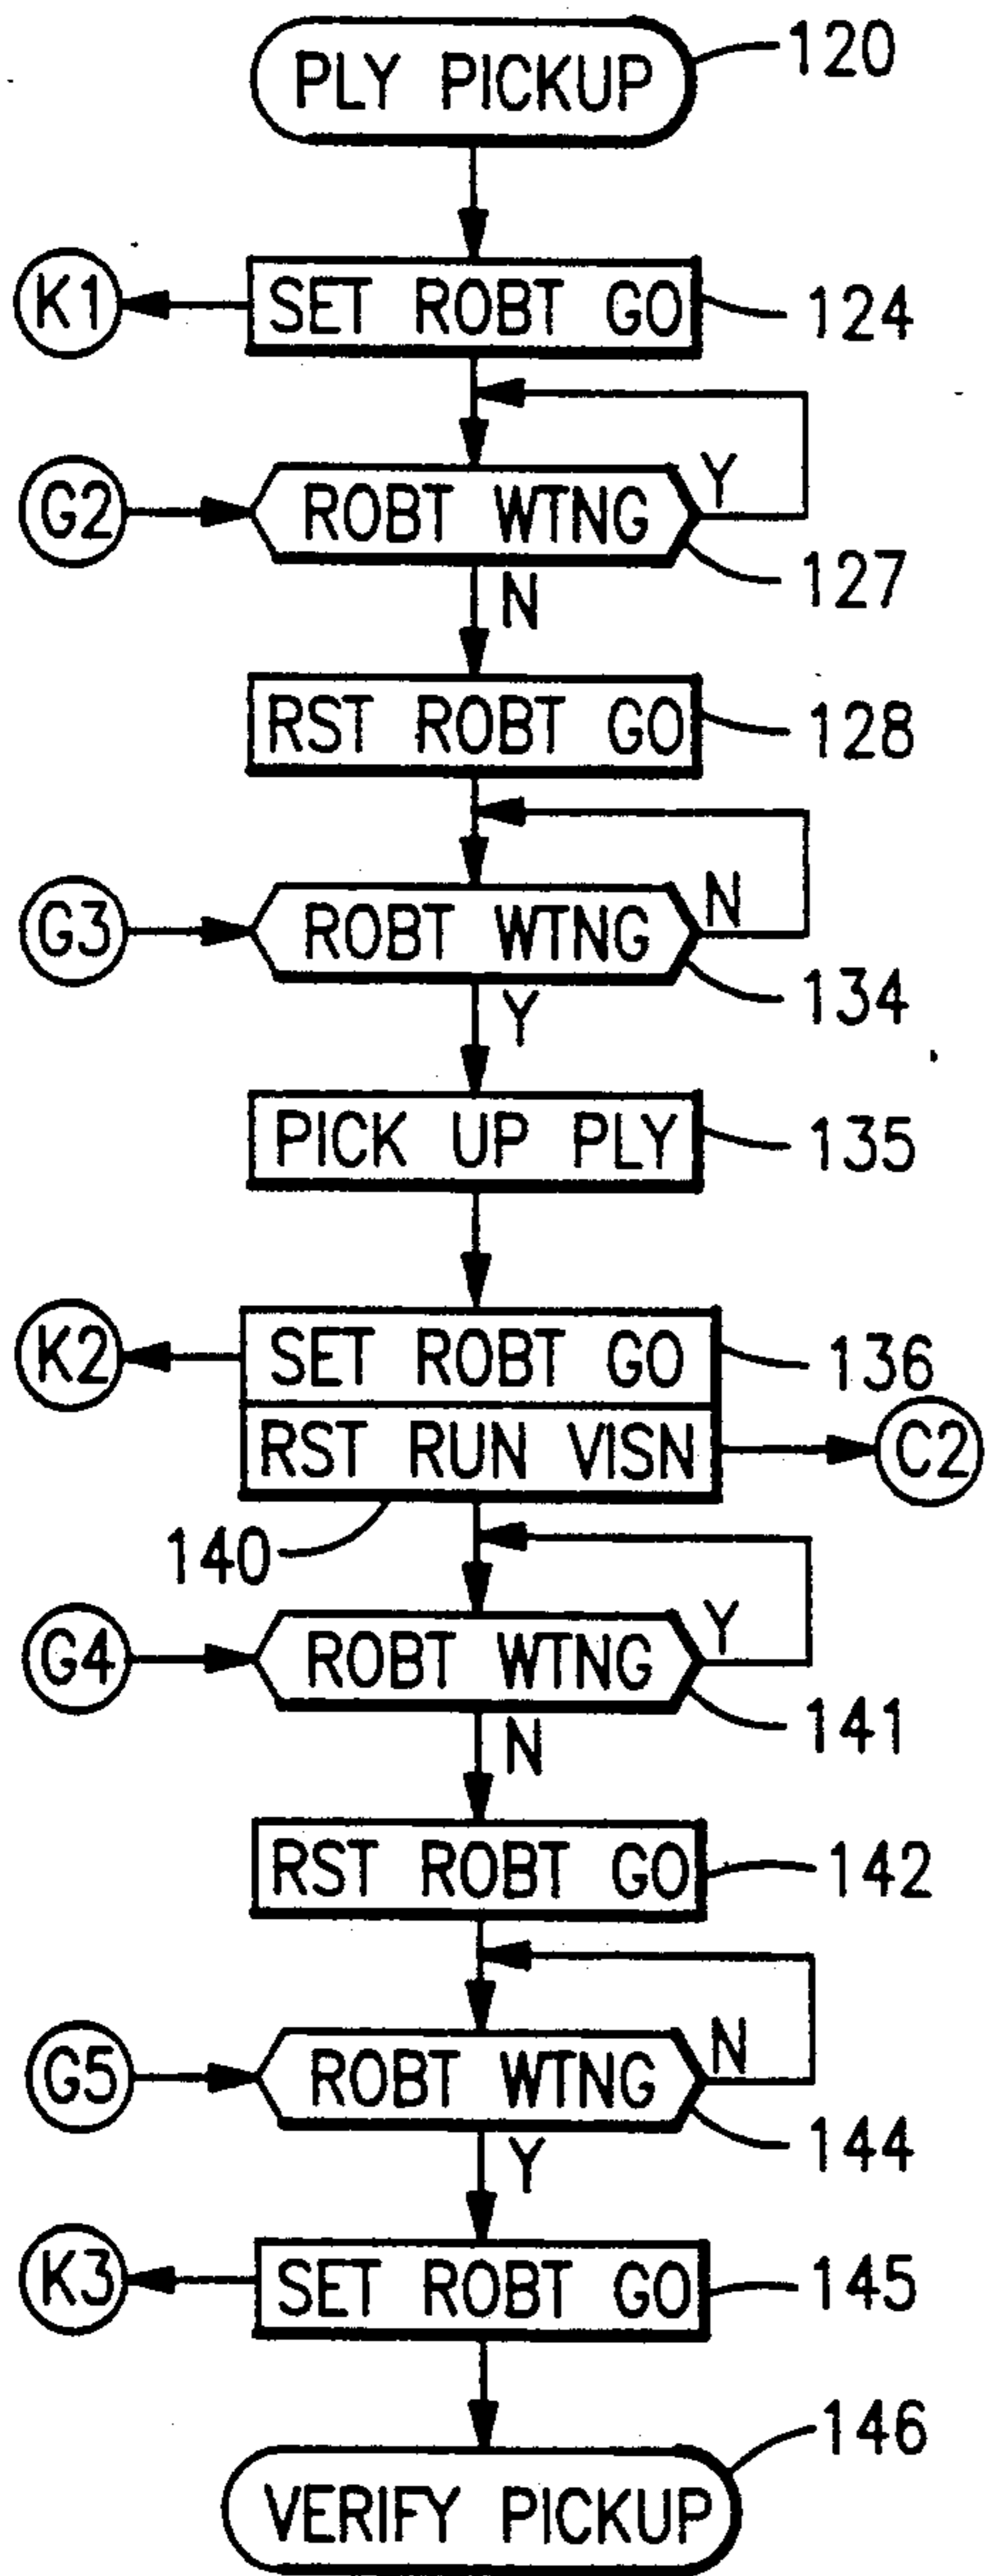 PLY PICKUP 120
K1 SET ROBT GO 124
G2 ROBT WTNG Y 127
N
RST ROBT GO 128
G3 ROBT WTNG N 134
Y
PICK UP PLY 135
K2 SET ROBT GO 136
RST RUN VISN C2
140
G4 ROBT WTNG Y 141
N
RST ROBT GO 142
G5 ROBT WTNG N 144
Y
K3 SET ROBT GO 145
VERIFY PICKUP 146